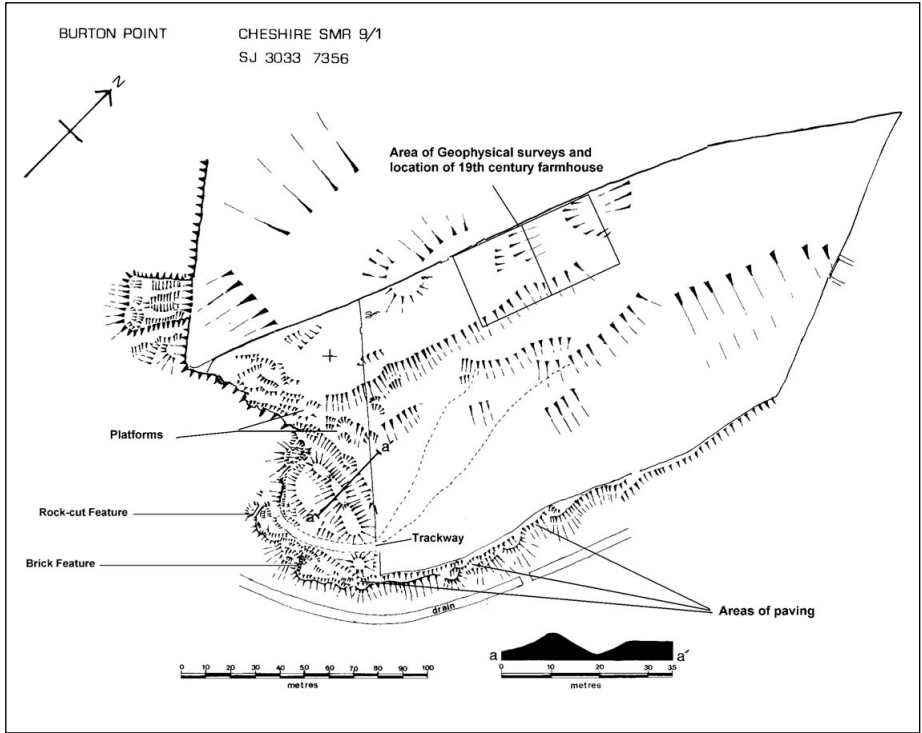 BURTON POINT
CHESHIRE SMR 9/1
SJ 3033 7356
N
Area of Geophysical surveys and
location of 19th century farmhouse
Platforms
a'
a
Rock-cut Feature
Trackway
Brick Feature
Areas of paving
drain
a
a'
0 10 20 30 40 50 60 70 80 90 100
metres
0 10 20 30 35
metres